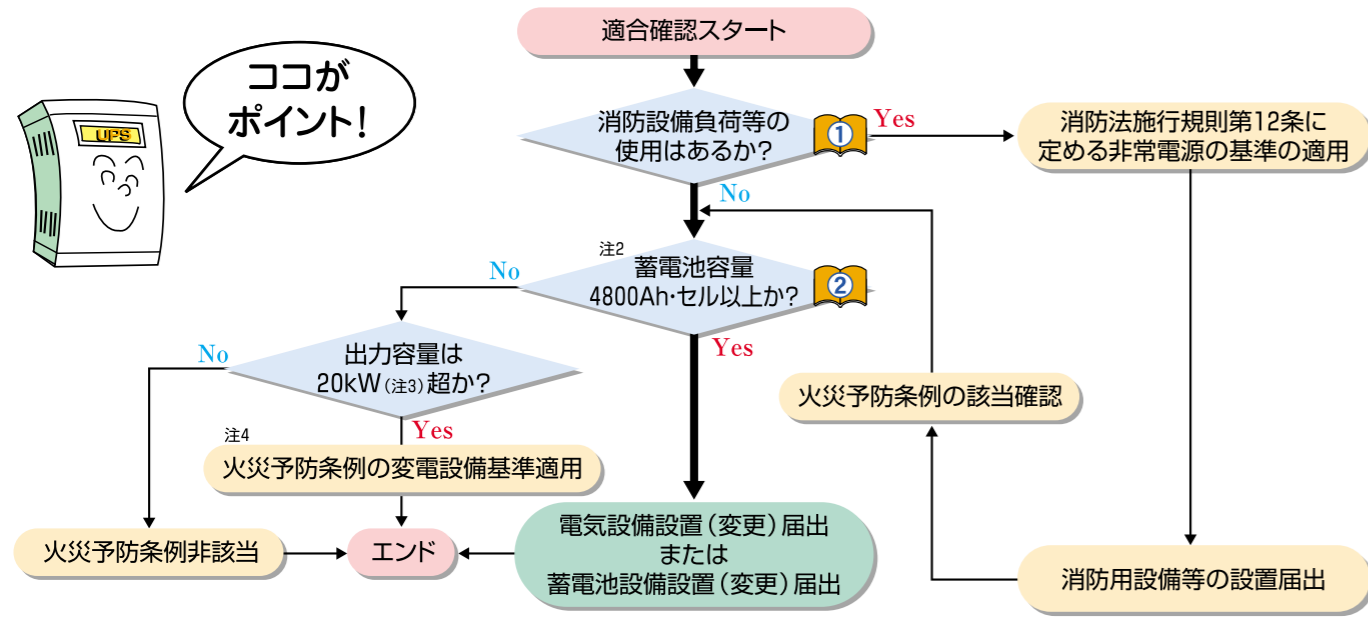 適合確認スタート
ココが
ポイント!
UPS
消防設備負荷等の
使用はあるか?
①
Yes
消防法施行規則第12条に
定める非常電源の基準の適用
No
注2
蓄電池容量
4800Ah・セル以上か?
②
No
Yes
出力容量は
20kW(注3)超か?
No
Yes
火災予防条例の該当確認
注4
火災予防条例の変電設備基準適用
火災予防条例非該当
エンド
電気設備設置(変更)届出
または
蓄電池設備設置(変更)届出
消防用設備等の設置届出